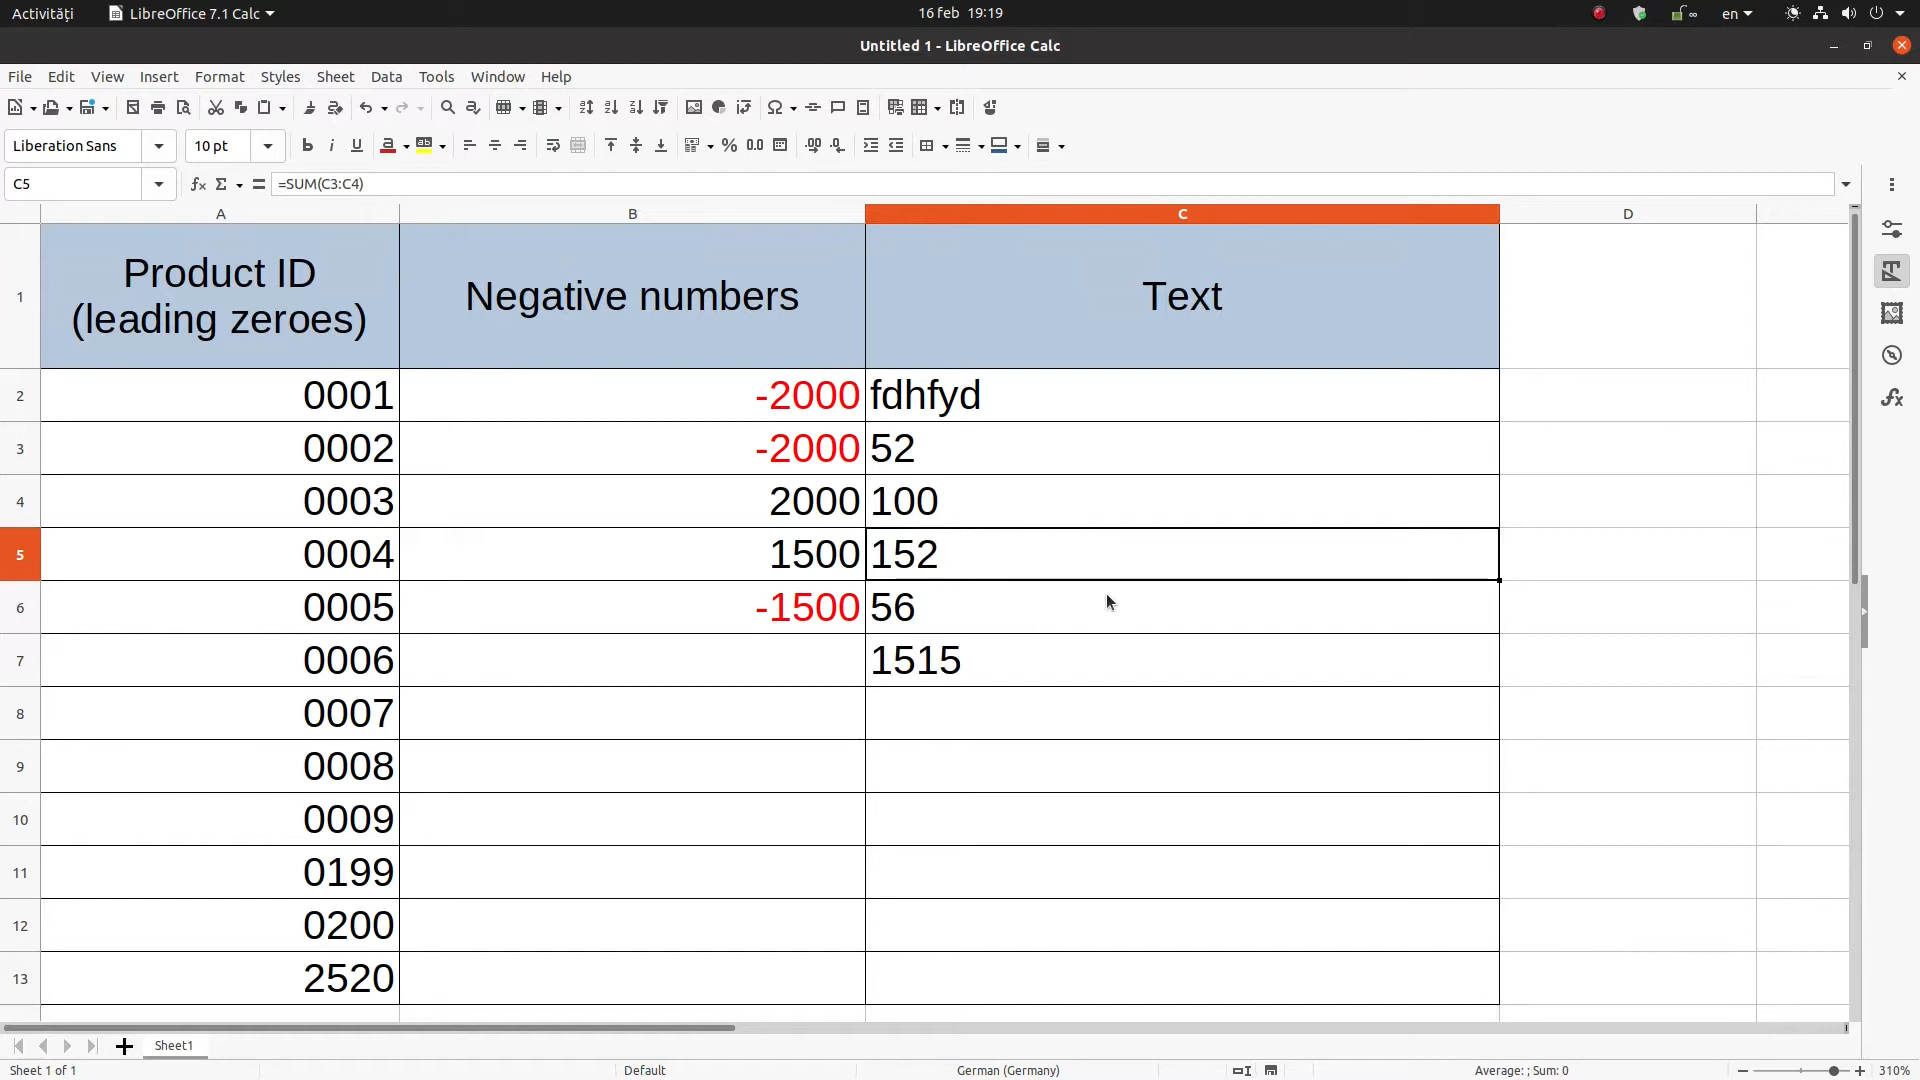 Activități LibreOffice 7.1 Calc 16 feb 19:19 en
Untitled 1 - LibreOffice Calc
File Edit View Insert Format Styles Sheet Data Tools Window Help
Liberation Sans 10 pt
C5 =SUM(C3:C4)
A B C D
1 Product ID
(leading zeroes) Negative numbers Text
2 0001 -2000 fdhfyd
3 0002 -2000 52
4 0003 2000 100
5 0004 1500 152
6 0005 -1500 56
7 0006 1515
8 0007
9 0008
10 0009
11 0199
12 0200
13 2520
Sheet1
Sheet 1 of 1 Default German (Germany) Average: ; Sum: 0 310%